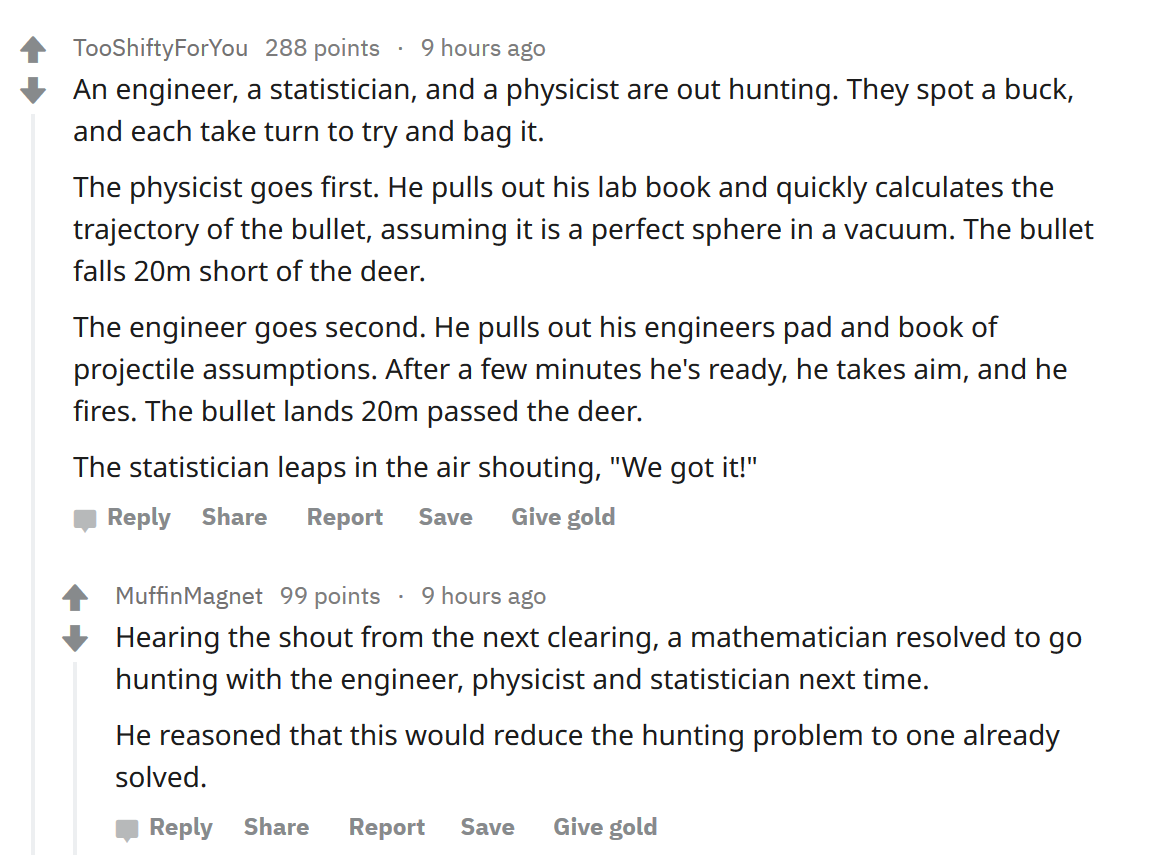 TooShiftyForYou 288 points · 9 hours ago
An engineer, a statistician, and a physicist are out hunting. They spot a buck,
and each take turn to try and bag it.
The physicist goes first. He pulls out his lab book and quickly calculates the
trajectory of the bullet, assuming it is a perfect sphere in a vacuum. The bullet
falls 20m short of the deer.
The engineer goes second. He pulls out his engineers pad and book of
projectile assumptions. After a few minutes he's ready, he takes aim, and he
fires. The bullet lands 20m passed the deer.
The statistician leaps in the air shouting, "We got it!"
Reply Share Report Save Give gold
MuffinMagnet 99 points · 9 hours ago
Hearing the shout from the next clearing, a mathematician resolved to go
hunting with the engineer, physicist and statistician next time.
He reasoned that this would reduce the hunting problem to one already
solved.
Reply Share Report Save Give gold